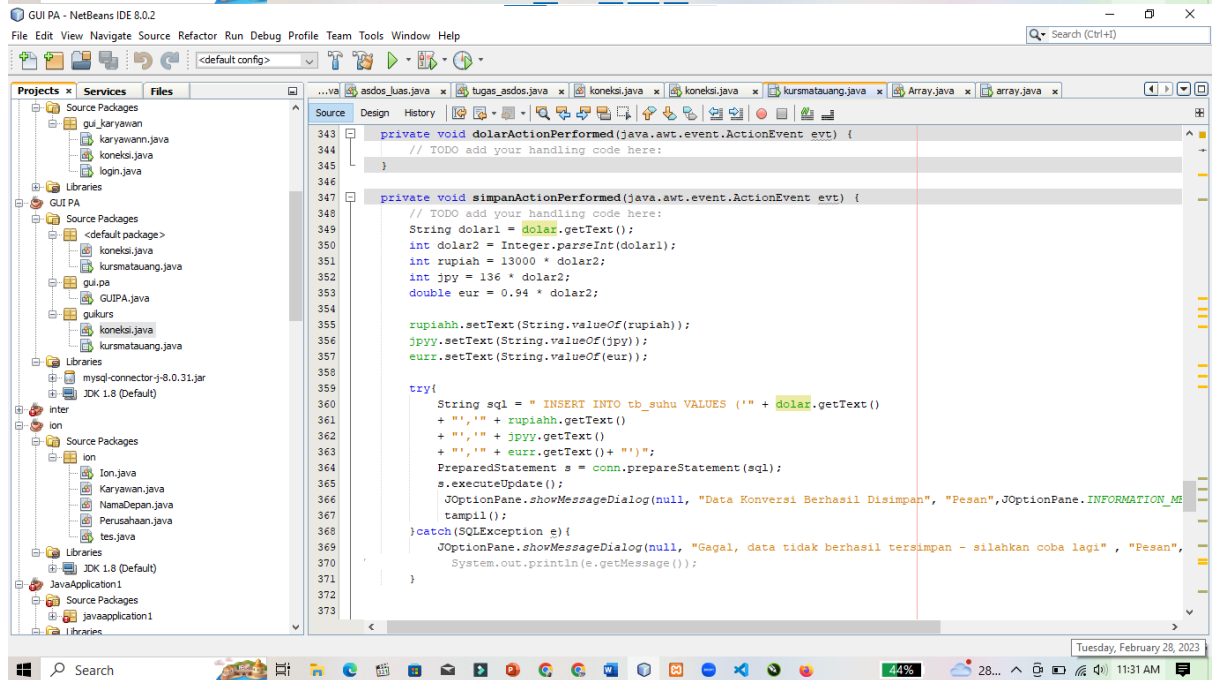 GUI PA - NetBeans IDE 8.0.2
File Edit View Navigate Source Refactor Run Debug Profile Team Tools Window Help
Search (Ctrl+I)
<default config>
Projects x Services Files
Source Packages
gui_karyawan
karyawann.java
koneksi.java
login.java
Libraries
GUI PA
Source Packages
<default package>
koneksi.java
kursmatauang.java
gui.pa
GUIPA.java
guikurs
koneksi.java
kursmatauang.java
Libraries
mysql-connector-j-8.0.31.jar
JDK 1.8 (Default)
inter
ion
Source Packages
ion
Ion.java
Karyawan.java
NamaDepan.java
Perusahaan.java
tes.java
Libraries
JDK 1.8 (Default)
JavaApplication1
Source Packages
javaapplication1
Libraries
...va asdos_luas.java x tugas_asdos.java x koneksi.java x koneksi.java x kursmatauang.java x Array.java x array.java x
Source Design History
343 private void dolarActionPerformed(java.awt.event.ActionEvent evt) {
344 // TODO add your handling code here:
345 }
346
347 private void simpanActionPerformed(java.awt.event.ActionEvent evt) {
348 // TODO add your handling code here:
349 String dolar1 = dolar.getText();
350 int dolar2 = Integer.parseInt(dolar1);
351 int rupiah = 13000 * dolar2;
352 int jpy = 136 * dolar2;
353 double eur = 0.94 * dolar2;
354
355 rupiahh.setText(String.valueOf(rupiah));
356 jpyy.setText(String.valueOf(jpy));
357 eurr.setText(String.valueOf(eur));
358
359 try{
360 String sql = " INSERT INTO tb_suhu VALUES ('" + dolar.getText()
361 + "','" + rupiahh.getText()
362 + "','" + jpyy.getText()
363 + "','" + eurr.getText()+ "')";
364 PreparedStatement s = conn.prepareStatement(sql);
365 s.executeUpdate();
366 JOptionPane.showMessageDialog(null, "Data Konversi Berhasil Disimpan", "Pesan",JOptionPane.INFORMATION_ME
367 tampil();
368 }catch(SQLException e){
369 JOptionPane.showMessageDialog(null, "Gagal, data tidak berhasil tersimpan - silahkan coba lagi" , "Pesan",
370 System.out.println(e.getMessage());
371 }
372
373
Tuesday, February 28, 2023
Search
44%
28...
11:31 AM